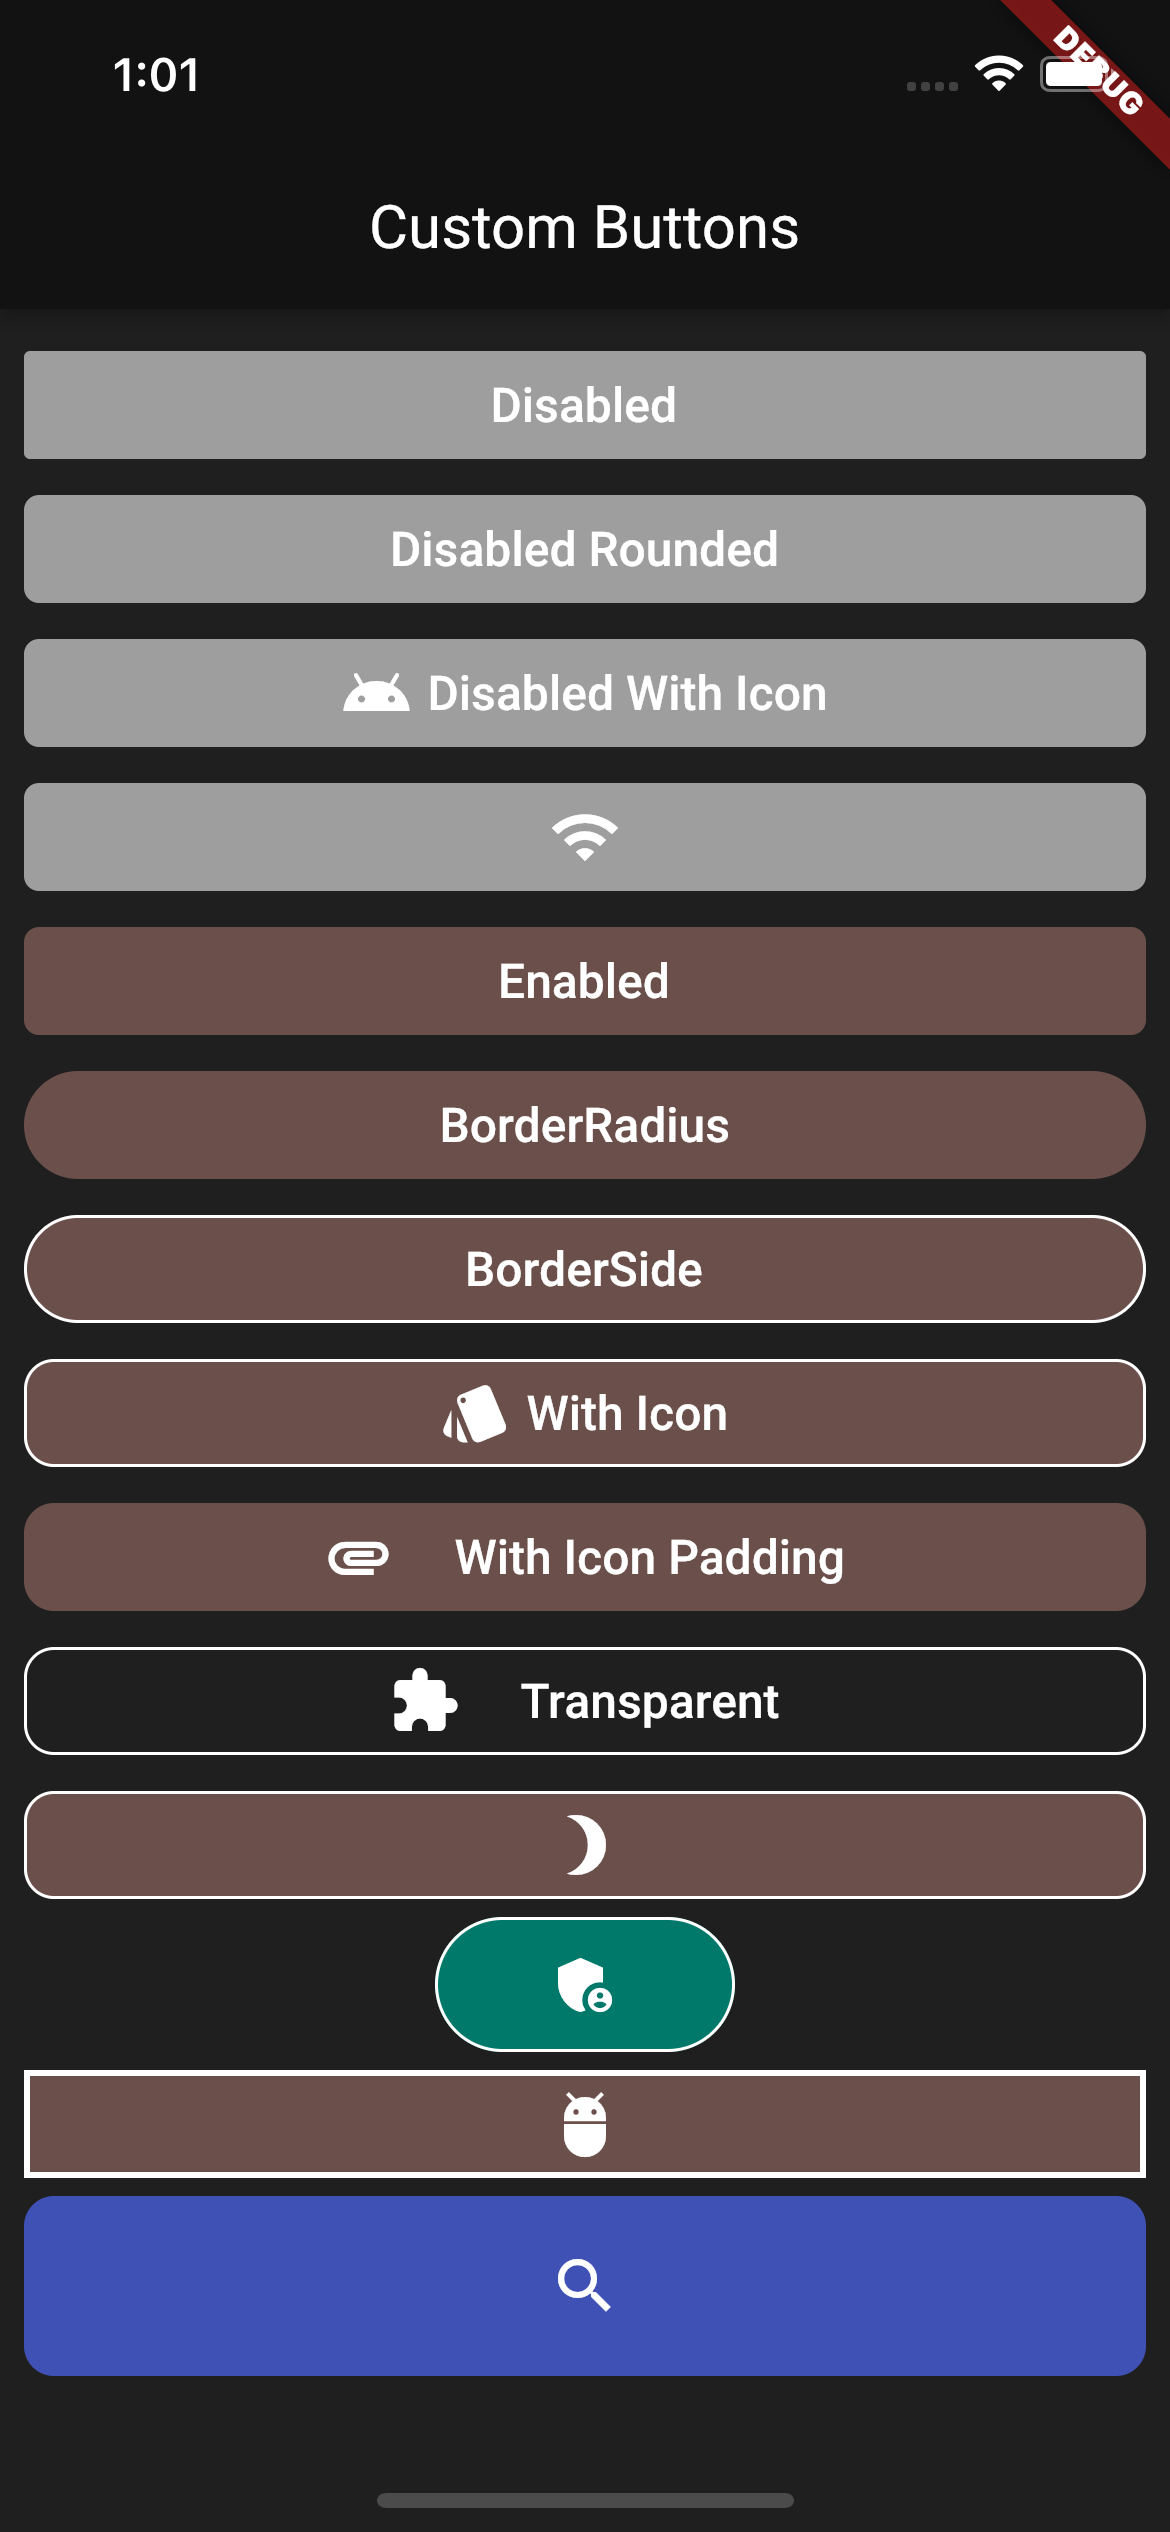 1:01
DEBUG
Custom Buttons
Disabled
Disabled Rounded
Disabled With Icon
Enabled
BorderRadius
BorderSide
With Icon
With Icon Padding
Transparent